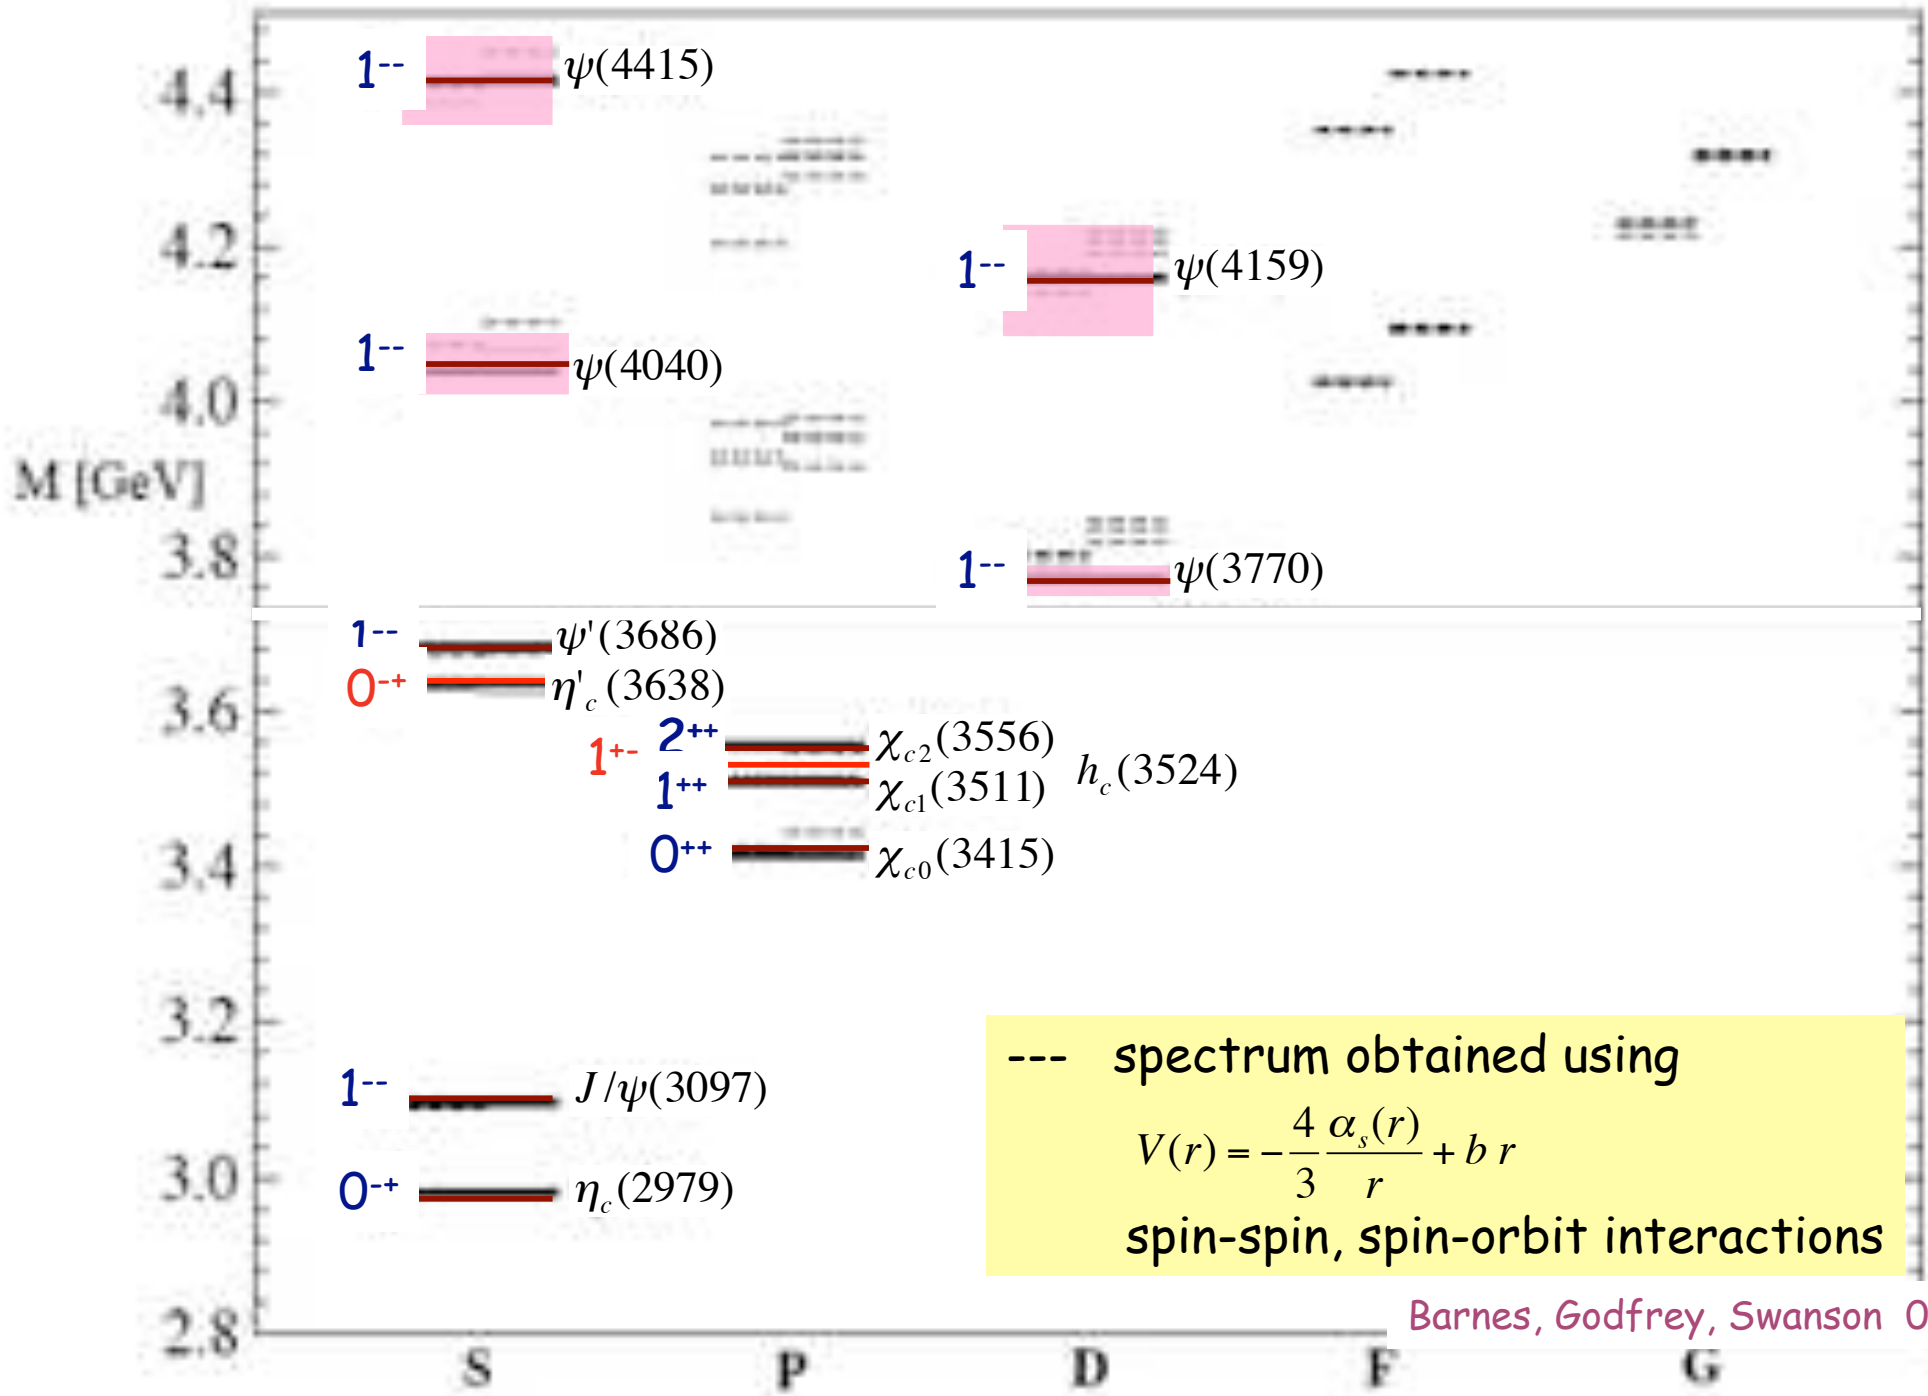 1-- ψ(4415)
4.4
4.2
1-- ψ(4159)
1-- ψ(4040)
4.0
M [GeV]
3.8
1-- ψ(3770)
1-- ψ'(3686)
0-+ η'c (3638)
3.6
2++ χc2(3556)
1+- hc(3524)
1++ χc1(3511)
0++ χc0(3415)
3.4
3.2
1-- J/ψ(3097)
3.0
0-+ ηc(2979)
2.8
--- spectrum obtained using
V(r) = -4/3 αs(r)/r + b r
spin-spin, spin-orbit interactions
Barnes, Godfrey, Swanson 0
S P D F G